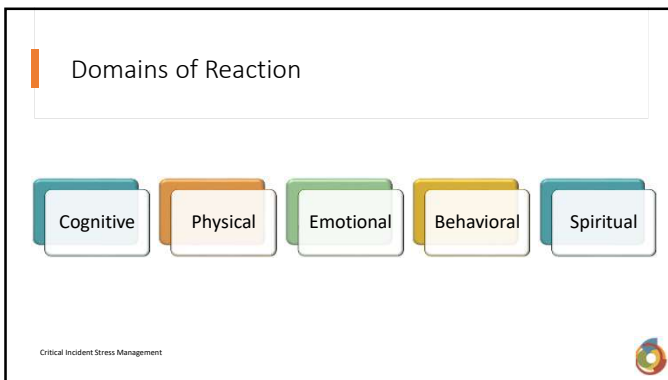 Domains of Reaction
Cognitive Physical Emotional Behavioral Spiritual
Critical Incident Stress Management